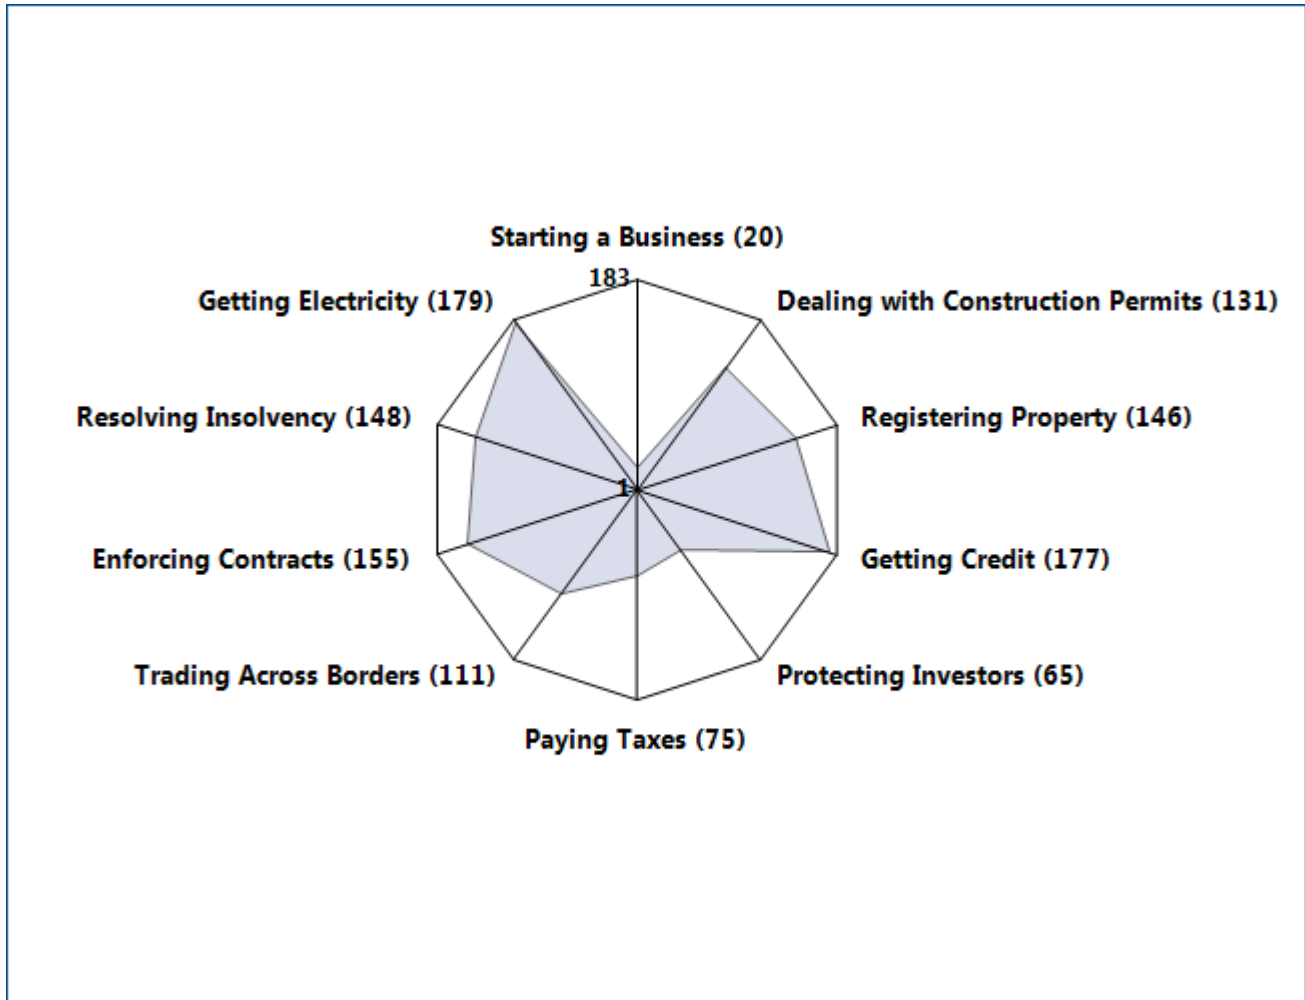 Starting a Business (20)
183
Getting Electricity (179)
Dealing with Construction Permits (131)
Resolving Insolvency (148)
Registering Property (146)
1
Enforcing Contracts (155)
Getting Credit (177)
Trading Across Borders (111)
Protecting Investors (65)
Paying Taxes (75)